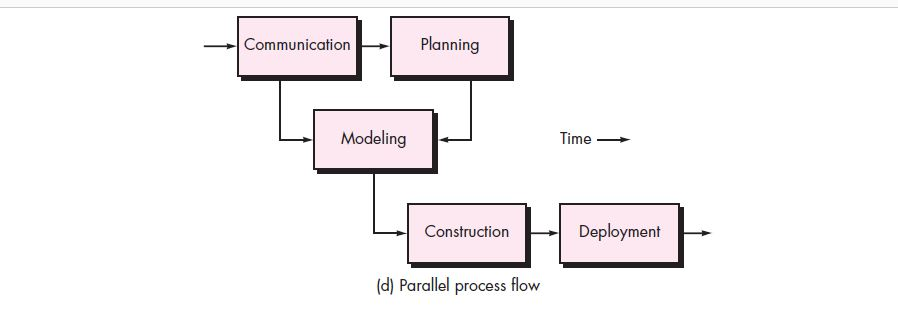 Communication
Planning
Modeling
Time
Construction
Deployment
(d) Parallel process flow